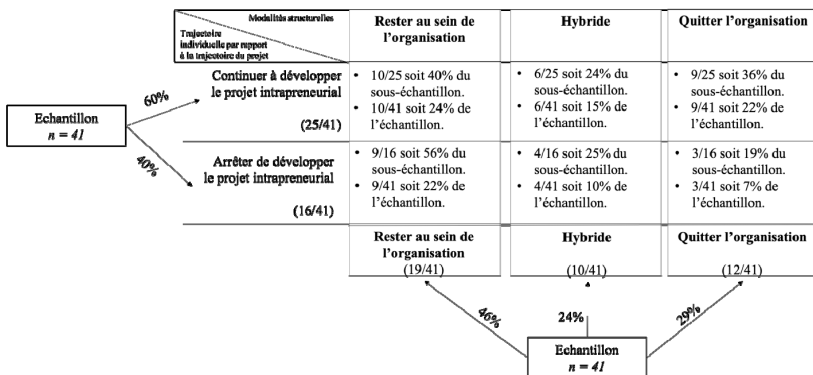 Modalités structurelles
Trajectoire
individuelle par rapport
à la trajectoire du projet
Rester au sein de
l'organisation
Hybride
Quitter l'organisation
Echantillon
n = 41
60%
40%
Continuer à développer
le projet intrapreneurial
(25/41)
• 10/25 soit 40% du
sous-échantillon.
• 10/41 soit 24% de
l'échantillon.
• 6/25 soit 24% du
sous-échantillon.
• 6/41 soit 15% de
l'échantillon.
• 9/25 soit 36% du
sous-échantillon.
• 9/41 soit 22% de
l'échantillon.
Arrêter de développer
le projet intrapreneurial
(16/41)
• 9/16 soit 56% du
sous-échantillon.
• 9/41 soit 22% de
l'échantillon.
• 4/16 soit 25% du
sous-échantillon.
• 4/41 soit 10% de
l'échantillon.
• 3/16 soit 19% du
sous-échantillon.
• 3/41 soit 7% de
l'échantillon.
Rester au sein de
l'organisation
(19/41)
Hybride
(10/41)
Quitter l'organisation
(12/41)
46%
24%
29%
Echantillon
n = 41